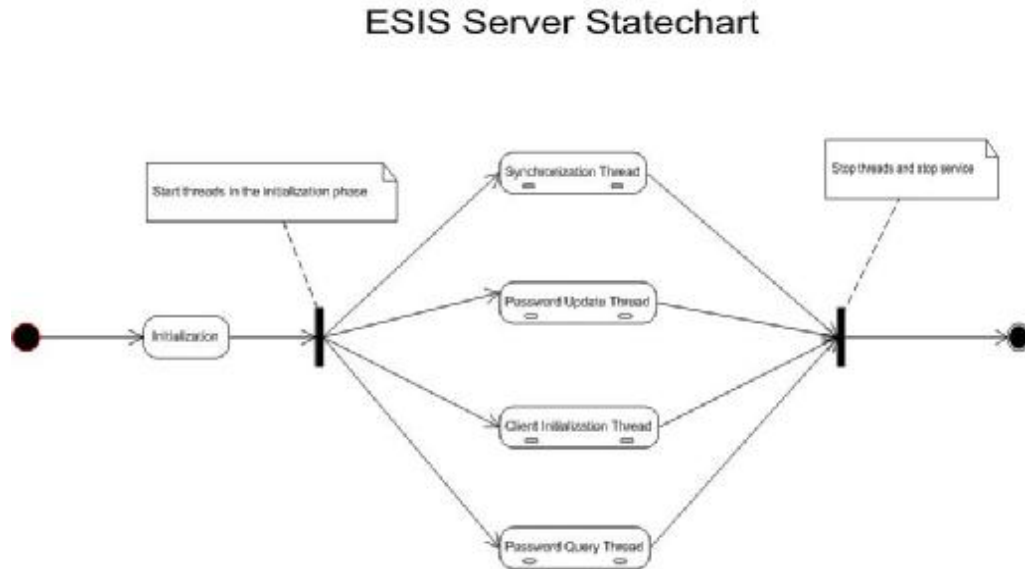 ESIS Server Statechart
Start threads in the initialization phase
Synchronization Thread
Stop threads and stop service
Password Update Thread
Initialization
Client Initialization Thread
Password Query Thread